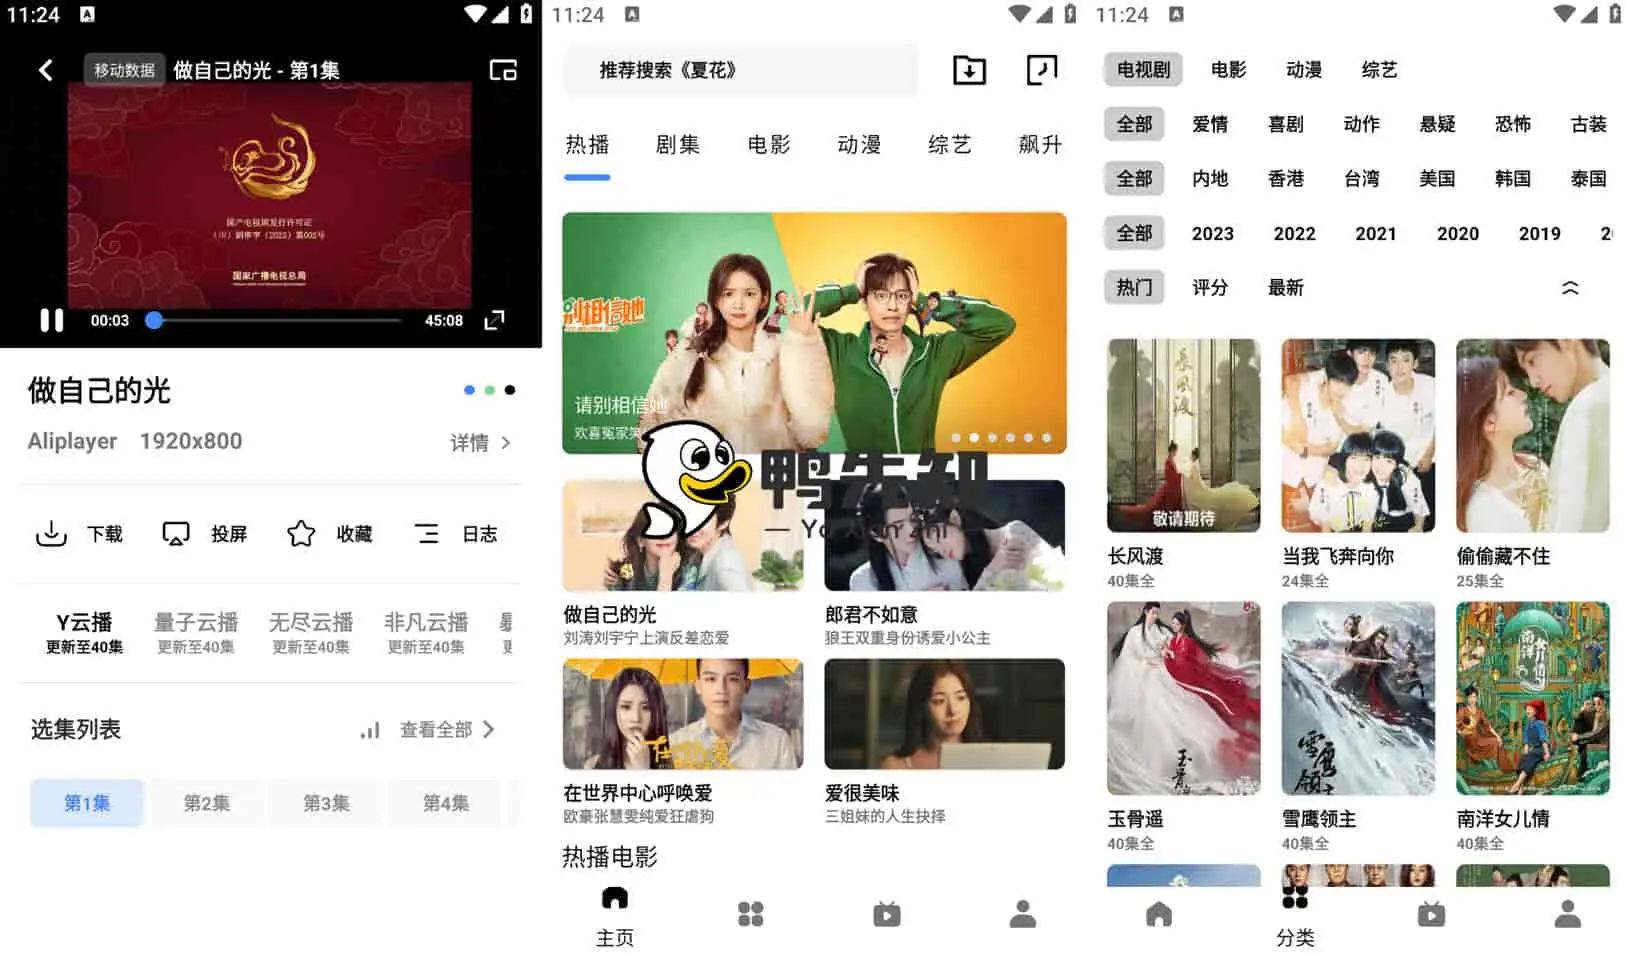 11:24
移动数据 做自己的光 - 第1集
国产电视剧发行许可证
（川）剧审字（2023）第002号
国家广播电视总局
00:03 45:08
做自己的光
Aliplayer 1920x800 详情
下载 投屏 收藏 日志
Y云播 量子云播 无尽云播 非凡云播
更新至40集 更新至40集 更新至40集 更新至40集
选集列表 查看全部
第1集 第2集 第3集 第4集
11:24
推荐搜索《夏花》
热播 剧集 电影 动漫 综艺 飙升
别相信她
请别相信她
欢喜冤家笑
鸭先知
Ya Xian Zhi
做自己的光 郎君不如意
刘涛刘宇宁上演反差恋爱 狼王双重身份诱爱小公主
在世界中心呼唤爱 爱很美味
欧豪张慧雯纯爱狂虐狗 三姐妹的人生抉择
热播电影
主页
11:24
电视剧 电影 动漫 综艺
全部 爱情 喜剧 动作 悬疑 恐怖 古装
全部 内地 香港 台湾 美国 韩国 泰国
全部 2023 2022 2021 2020 2019
热门 评分 最新
长风渡
敬请期待
长风渡 当我飞奔向你 偷偷藏不住
40集全 24集全 25集全
玉骨遥
雪鹰领主
南洋女儿情
玉骨遥 雪鹰领主 南洋女儿情
40集全 40集全 40集全
分类